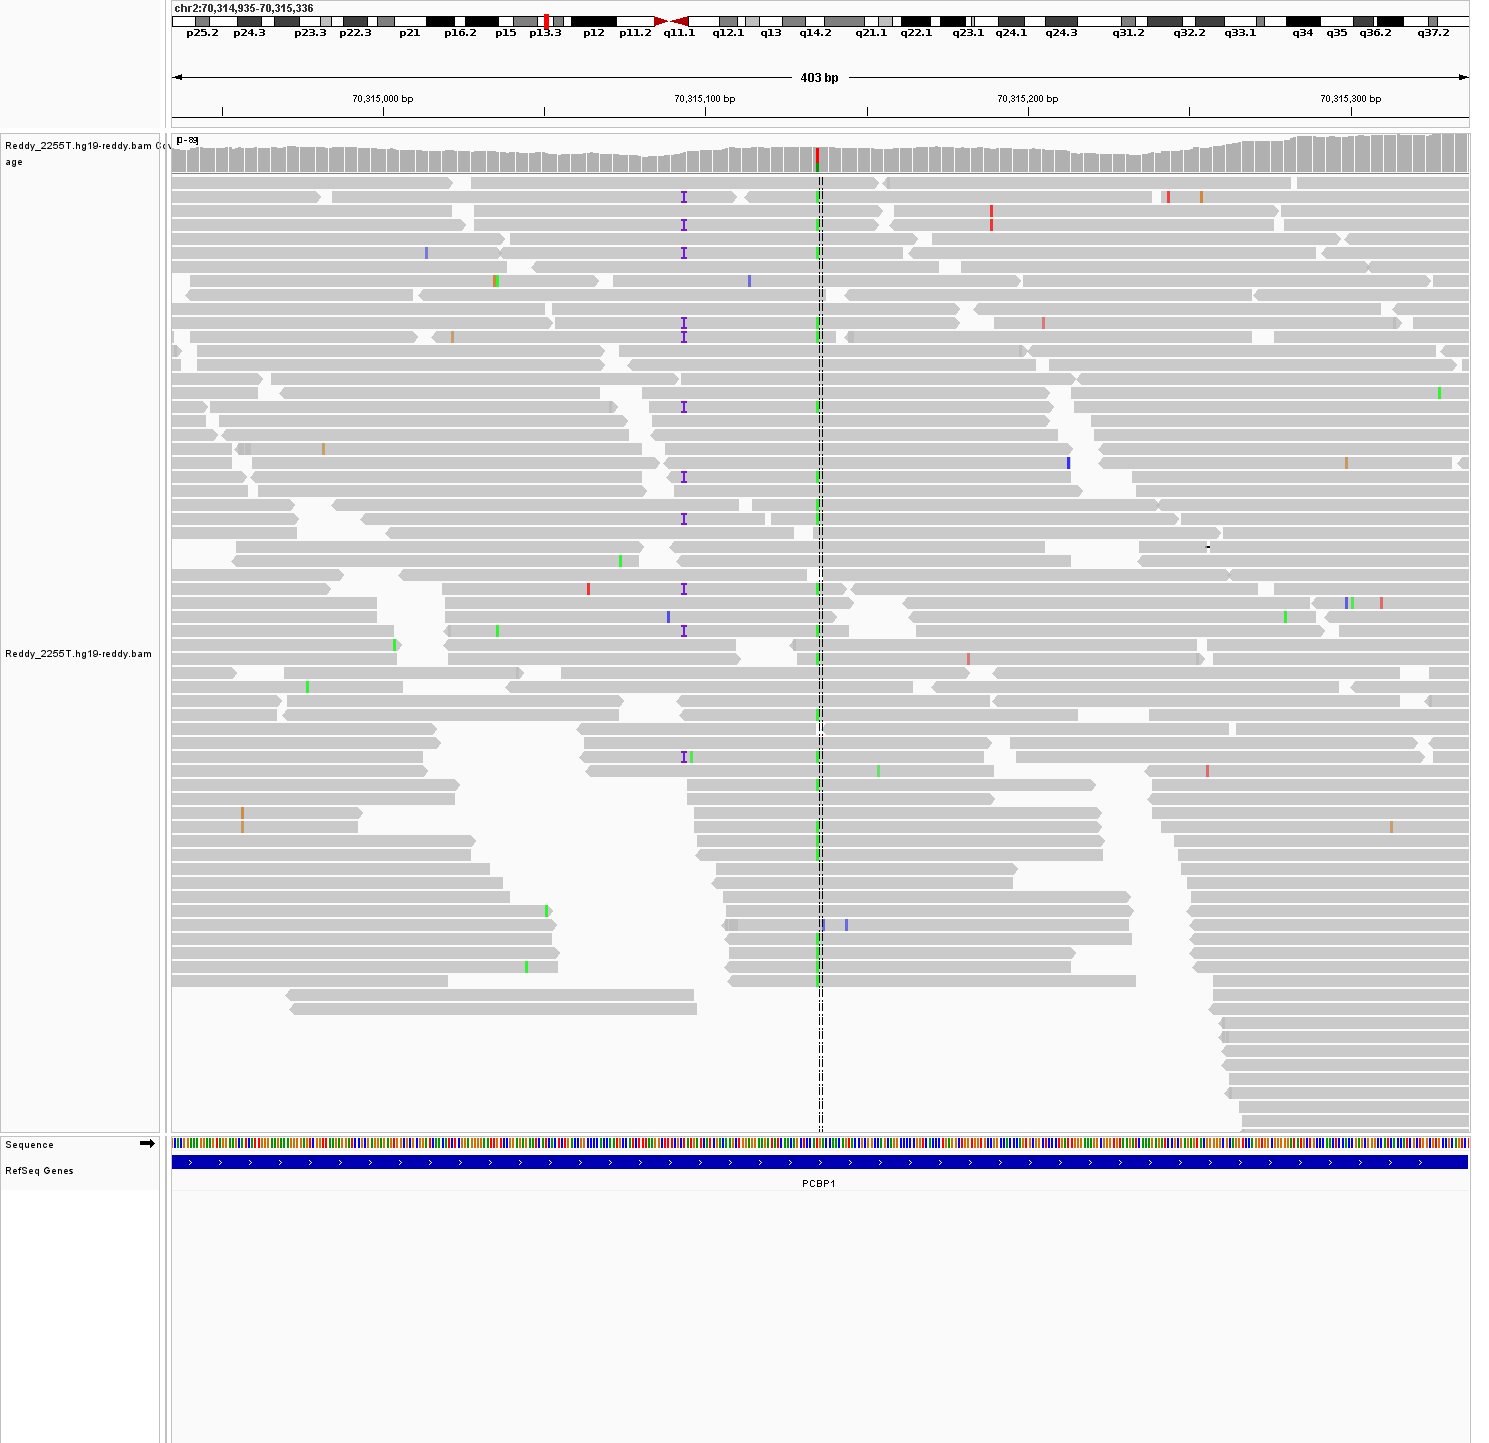 chr2:70,314,935-70,315,336
p25.2 p24.3 p23.3 p22.3 p21 p16.2 p15 p13.3 p12 p11.2 q11.1 q12.1 q13 q14.2 q21.1 q22.1 q23.1 q24.1 q24.3 q31.2 q32.2 q33.1 q34 q35 q36.2 q37.2
403 bp
70,315,000 bp 70,315,100 bp 70,315,200 bp 70,315,300 bp
[0 - 89]
Reddy_2255T.hg19-reddy.bam Cov
age
Reddy_2255T.hg19-reddy.bam
Sequence
RefSeq Genes
PCBP1